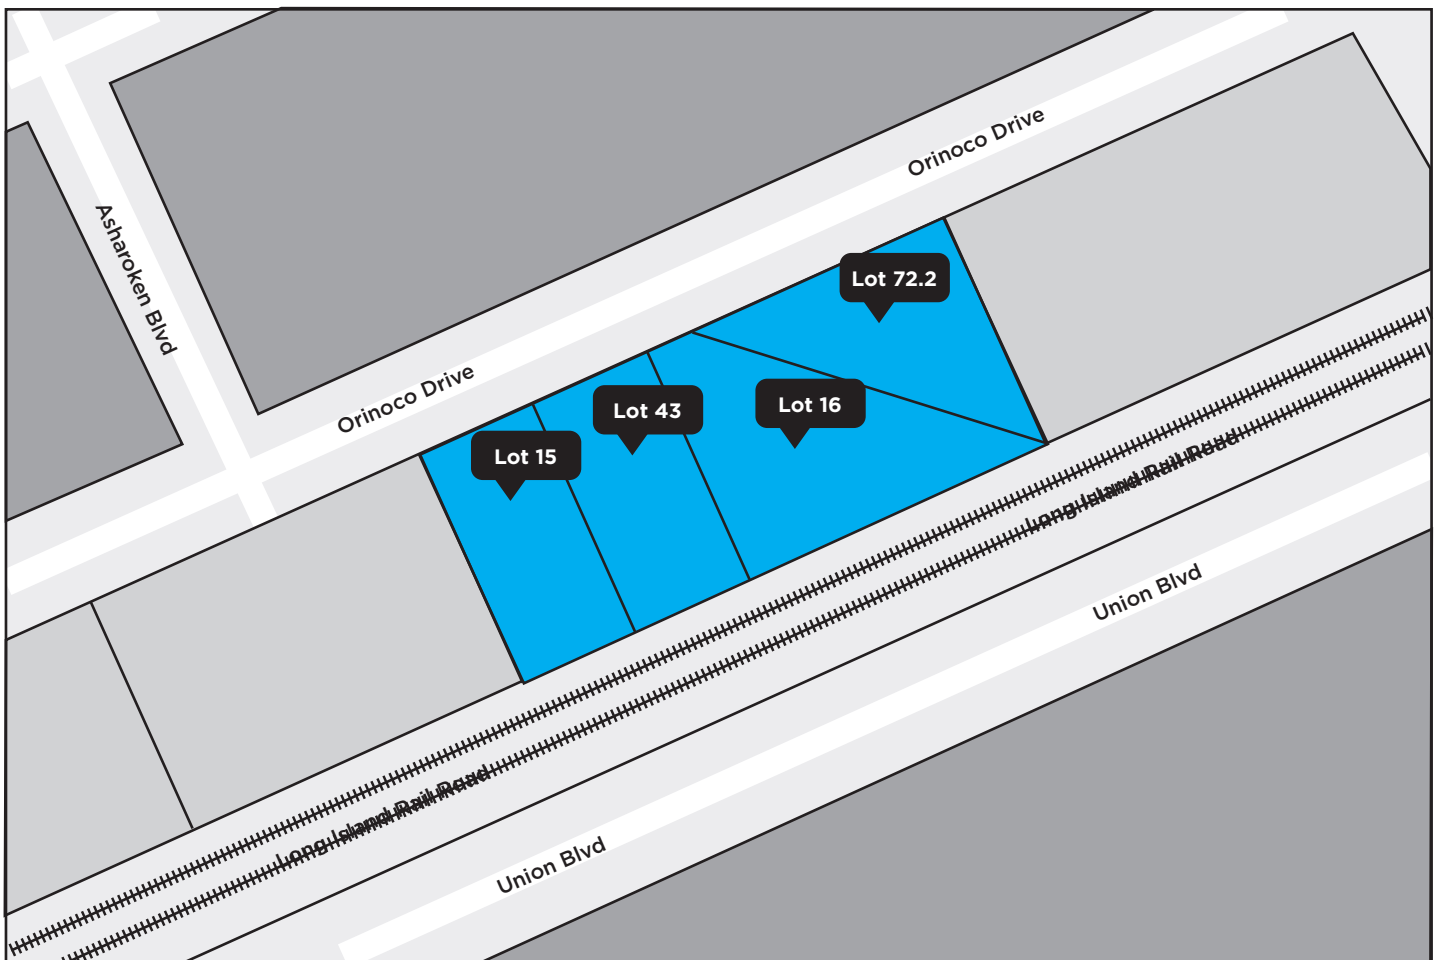 Orinoco Drive
Asharoken Blvd
Lot 72.2
Orinoco Drive
Lot 16
Lot 43
Lot 15
Long Island Rail Road
Union Blvd
Long Island Rail Road
Union Blvd